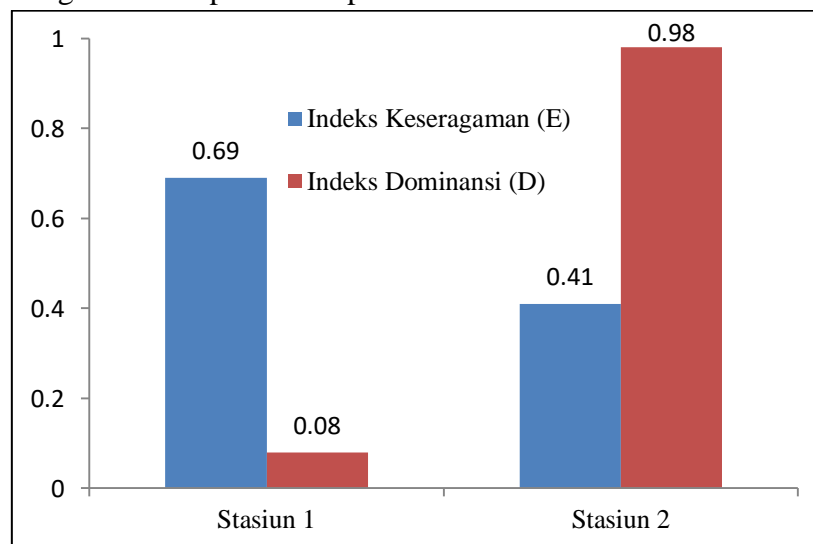 1
0.8
0.6
0.4
0.2
0
0.69
0.08
0.41
0.98
Indeks Keseragaman (E)
Indeks Dominansi (D)
Stasiun 1
Stasiun 2